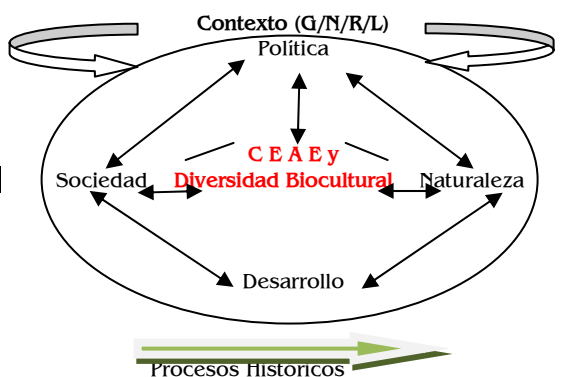 Contexto (G/N/R/L)
Política
C E A E y
Sociedad Diversidad Biocultural Naturaleza
Desarrollo
Procesos Históricos